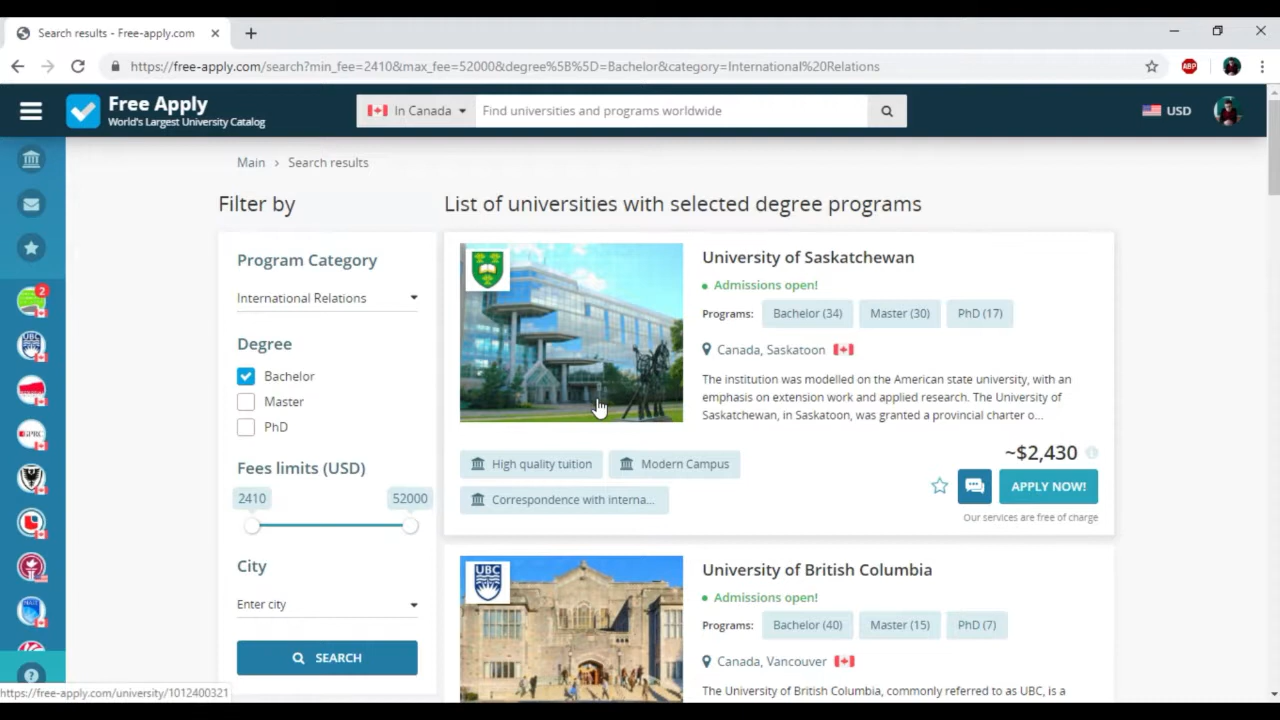 Search results - Free-apply.com
https://free-apply.com/search?min_fee=2410&max_fee=52000&degree%5B%5D=Bachelor&category=International%20Relations
ABP
Free Apply
World's Largest University Catalog
In Canada
Find universities and programs worldwide
USD
Main › Search results
Filter by
List of universities with selected degree programs
Program Category
International Relations
Degree
Bachelor
Master
PhD
Fees limits (USD)
2410 52000
City
Enter city
SEARCH
University of Saskatchewan
Admissions open!
Programs: Bachelor (34) Master (30) PhD (17)
Canada, Saskatoon
The institution was modelled on the American state university, with an
emphasis on extension work and applied research. The University of
Saskatchewan, in Saskatoon, was granted a provincial charter o...
High quality tuition Modern Campus
Correspondence with interna...
~$2,430
APPLY NOW!
Our services are free of charge
UBC
University of British Columbia
Admissions open!
Programs: Bachelor (40) Master (15) PhD (7)
Canada, Vancouver
The University of British Columbia, commonly referred to as UBC, is a
2
UBC
GPRC
https://free-apply.com/university/1012400321